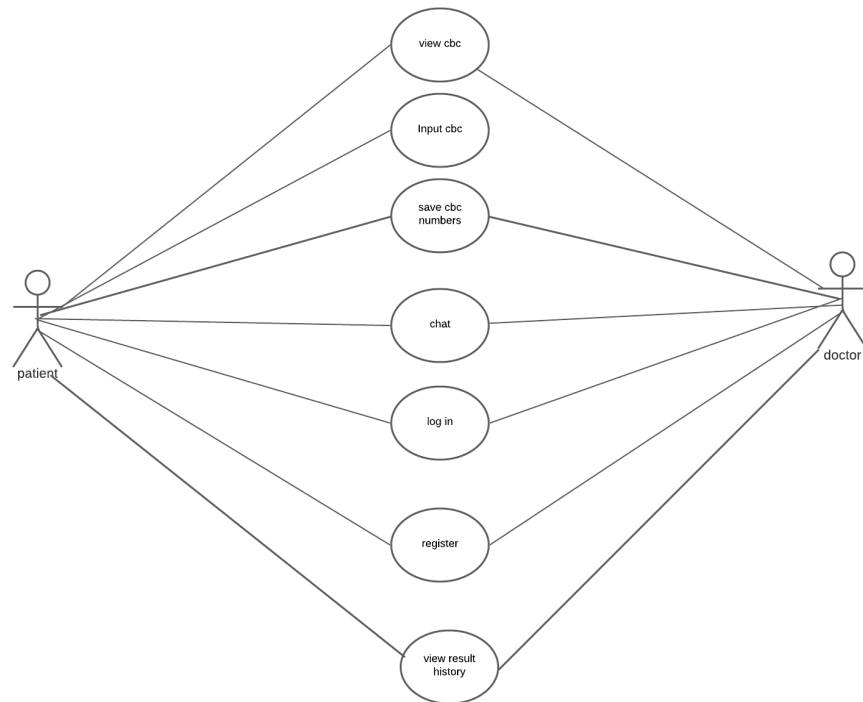 view cbc
Input cbc
save cbc
numbers
chat
patient
doctor
log in
register
view result
history